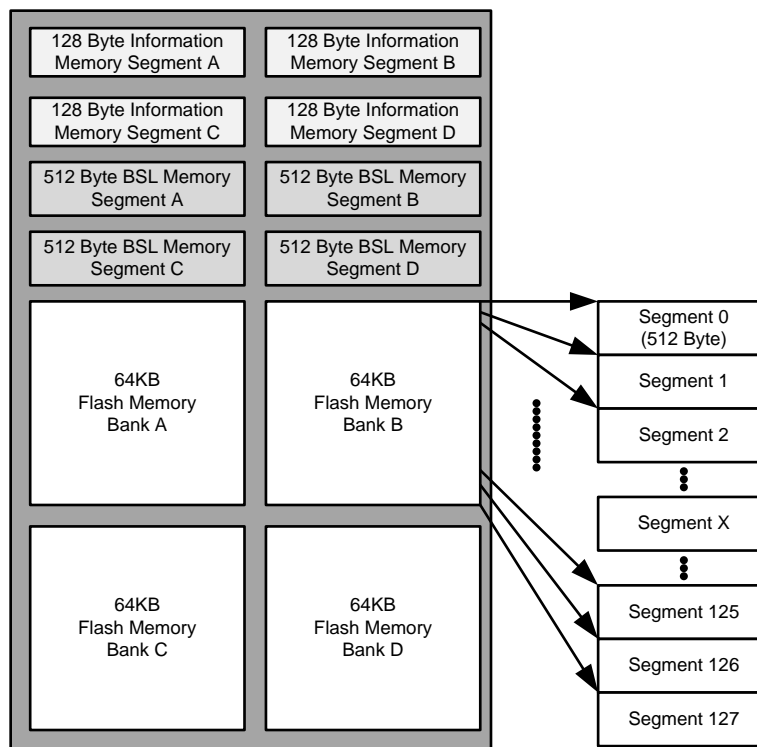 128 Byte Information
Memory Segment A
128 Byte Information
Memory Segment B
128 Byte Information
Memory Segment C
128 Byte Information
Memory Segment D
512 Byte BSL Memory
Segment A
512 Byte BSL Memory
Segment B
512 Byte BSL Memory
Segment C
512 Byte BSL Memory
Segment D
64KB
Flash Memory
Bank A
64KB
Flash Memory
Bank B
64KB
Flash Memory
Bank C
64KB
Flash Memory
Bank D
Segment 0
(512 Byte)
Segment 1
Segment 2
Segment X
Segment 125
Segment 126
Segment 127